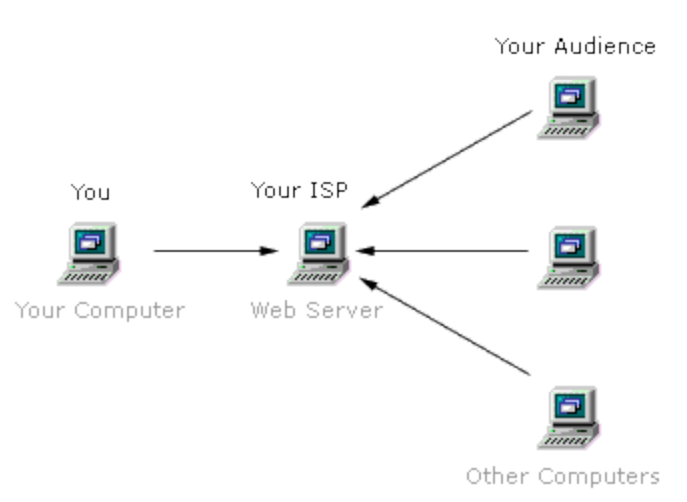 Your Audience
You
Your ISP
Your Computer
Web Server
Other Computers